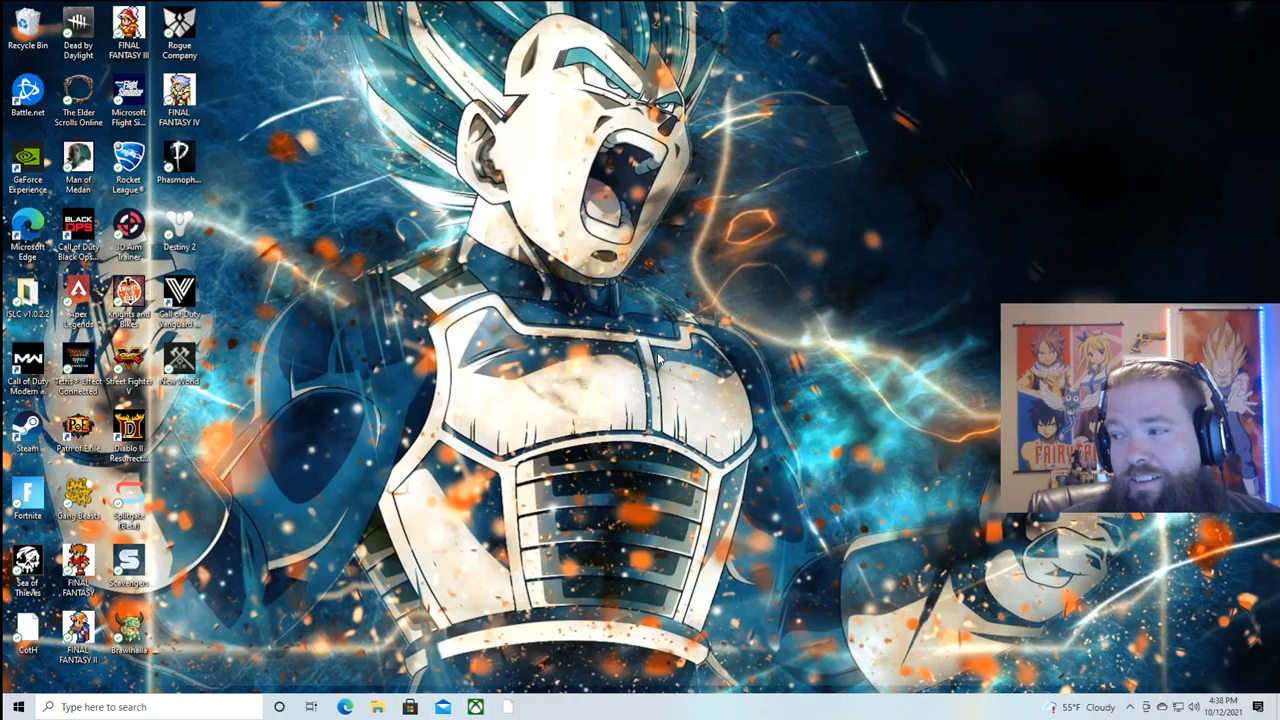 Recycle Bin
Dead by
Daylight
FINAL
FANTASY III
Rogue
Company
Battle.net
The Elder
Scrolls Online
Microsoft
Flight Si...
FINAL
FANTASY IV
GeForce
Experience
Man of
Medan
Rocket
League®
Phasmoph...
Microsoft
Edge
BLACK
OPS
Call of Duty
Black Ops...
3D Aim
Trainer
Destiny 2
ISLC v1.0.2.2
Apex
Legends
Knights and
Bikes
Call of Duty
Vanguard ...
Call of Duty
Modern a...
Tetris® Effect
Connected
Street Fighter
V
New World
Steam
Path of Exile
Diablo II
Resurrect...
Fortnite
Gang Beasts
Splitgate
(Beta)
Sea of
Thieves
FINAL
FANTASY
Scavengers
CotH
FINAL
FANTASY II
Brawlhalla
FAIRY
Type here to search
55°F Cloudy
4:38 PM
10/12/2021